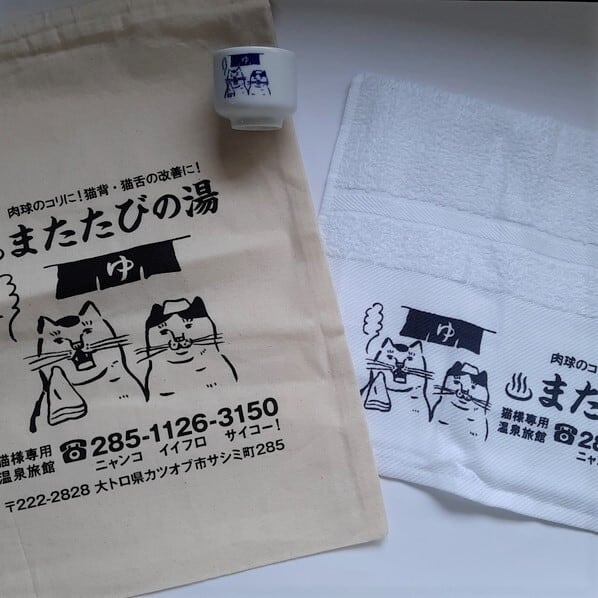 肉球のコリに!猫背・猫舌の改善に!
またたびの湯
ゆ
猫様専用
温泉旅館
☎285-1126-3150
ニャンコ イイフロ サイコー!
〒222-2828 大トロ県カツオブ市サシミ町285
ゆ
ゆ
肉球のコ
♨また
猫様専用
温泉旅館
☎28
ニャン